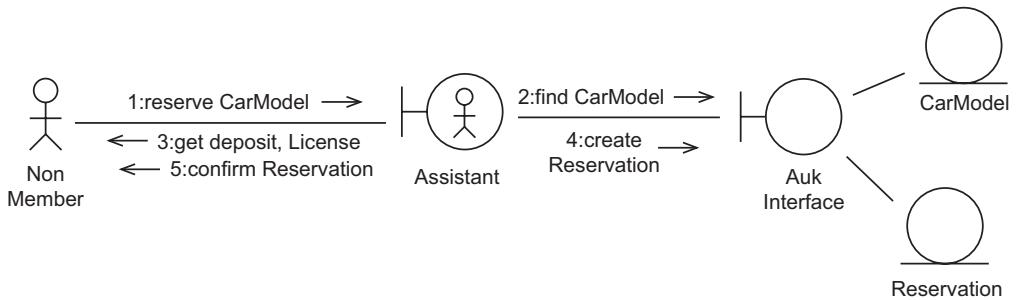 1:reserve CarModel
3:get deposit, License
5:confirm Reservation
Non
Member
Assistant
2:find CarModel
4:create
Reservation
Auk
Interface
CarModel
Reservation